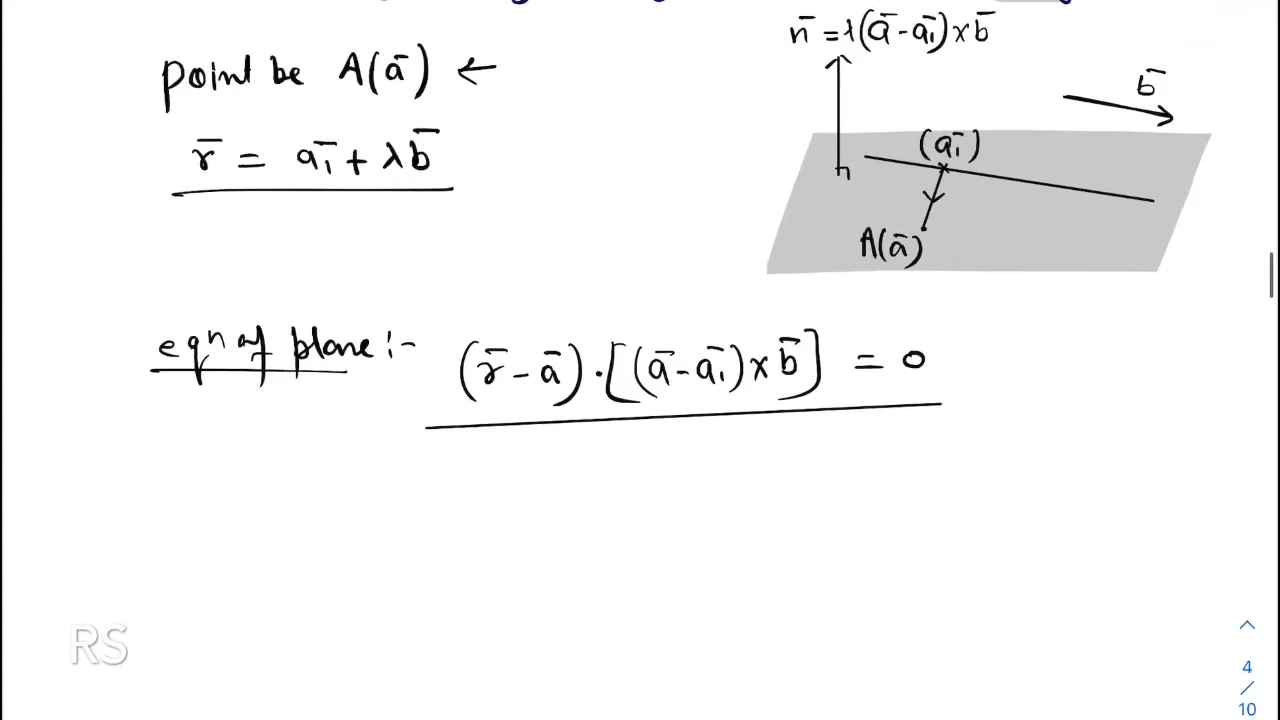 n̄ = λ(ā - ā₁) × b̄
point be A(ā) ←
b̄
r̄ = ā₁ + λb̄
(ā₁)
A(ā)
eqⁿ of plane :- (r̄ - ā) · [(ā - ā₁) × b̄] = 0
RS
4
/
10